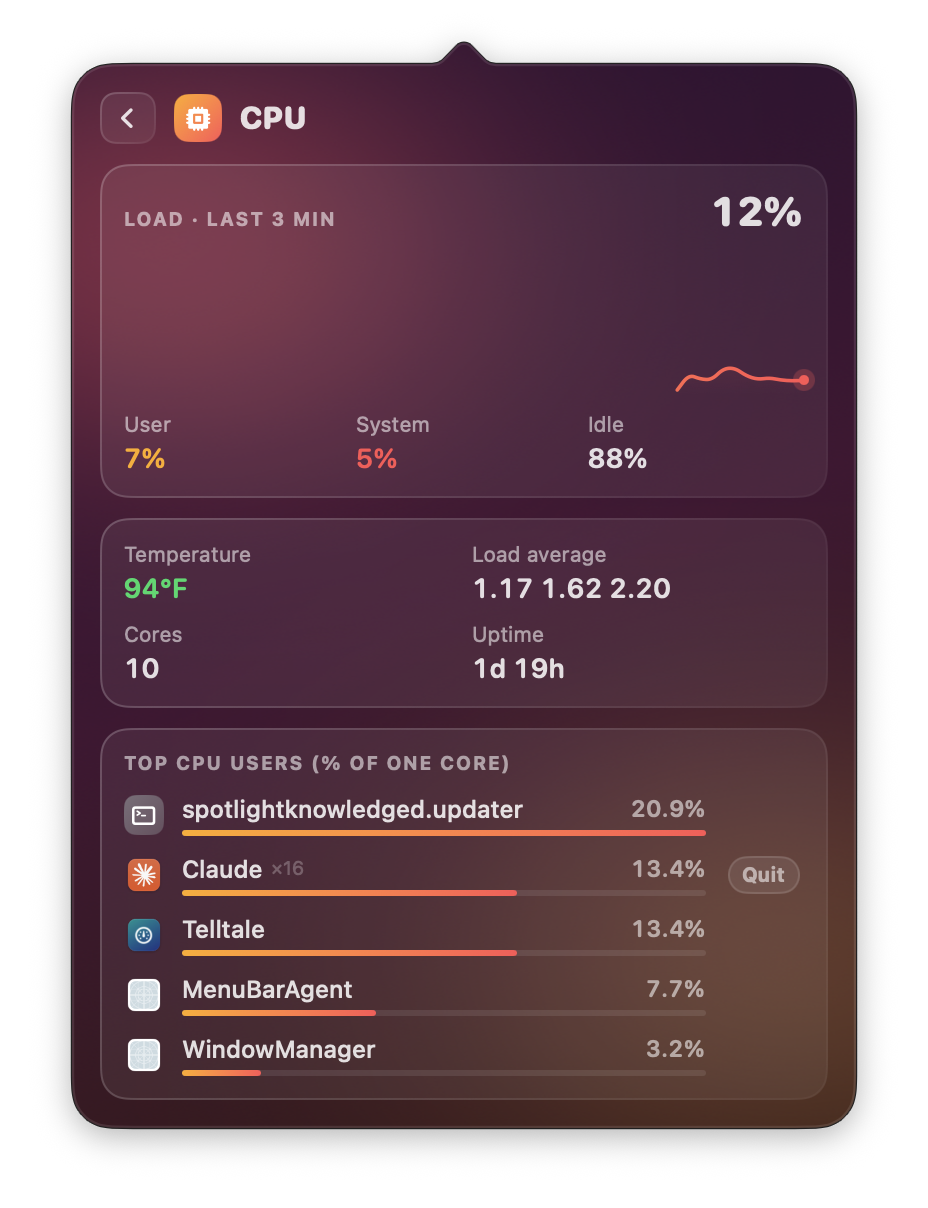 CPU
LOAD · LAST 3 MIN 12%
User System Idle
7% 5% 88%
Temperature Load average
94°F 1.17 1.62 2.20
Cores Uptime
10 1d 19h
TOP CPU USERS (% OF ONE CORE)
spotlightknowledged.updater 20.9%
Claude ×16 13.4% Quit
Telltale 13.4%
MenuBarAgent 7.7%
WindowManager 3.2%